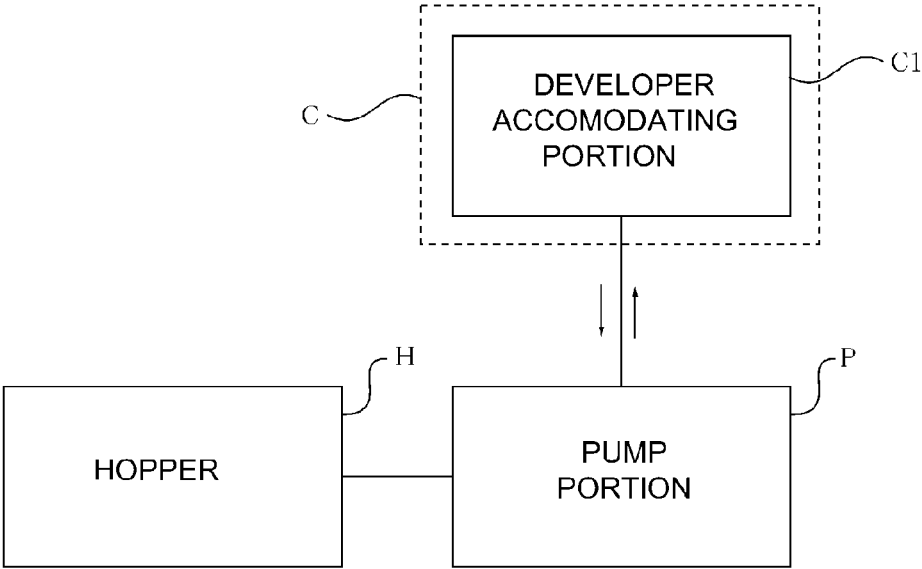 C1
DEVELOPER
ACCOMODATING
PORTION
C
H
P
HOPPER
PUMP
PORTION